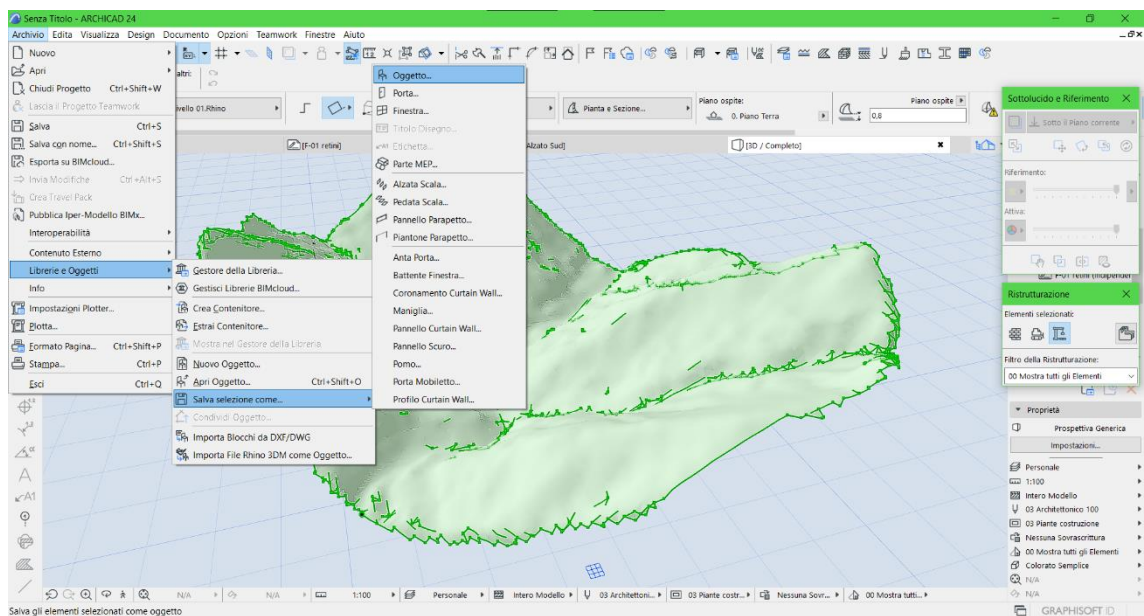 Senza Titolo - ARCHICAD 24
Archivio Edita Visualizza Design Documento Opzioni Teamwork Finestre Aiuto
Nuovo
Apri
Chiudi Progetto Ctrl+Shift+W
Lascia il Progetto Teamwork
Salva Ctrl+S
Salva con nome... Ctrl+Shift+S
Esporta su BIMcloud...
Invia Modifiche Ctrl+Alt+S
Crea Travel Pack
Pubblica Iper-Modello BIMx...
Interoperabilità
Contenuto Esterno
Librerie e Oggetti
Info
Impostazioni Plotter...
Plotta...
Formato Pagina... Ctrl+Shift+P
Stampa... Ctrl+P
Esci Ctrl+Q
altri:
ivello 01.Rhino
[F-01 retini]
Gestore della Libreria...
Gestisci Librerie BIMcloud...
Crea Contenitore...
Estrai Contenitore...
Mostra nel Gestore della Libreria
Nuovo Oggetto...
Apri Oggetto... Ctrl+Shift+O
Salva selezione come...
Condividi Oggetto...
Importa Blocchi da DXF/DWG
Importa File Rhino 3DM come Oggetto...
Oggetto...
Porta...
Finestra...
Titolo Disegno...
Etichetta...
Parte MEP...
Alzata Scala...
Pedata Scala...
Pannello Parapetto...
Piantone Parapetto...
Anta Porta...
Battente Finestra...
Coronamento Curtain Wall...
Maniglia...
Pannello Curtain Wall...
Pannello Scuro...
Pomo...
Porta Mobiletto...
Profilo Curtain Wall...
Pianta e Sezione...
Piano ospite:
0. Piano Terra
Piano ospite
0,8
Alzato Sud]
[3D / Completo]
Sottolucido e Riferimento
Sotto il Piano corrente
Riferimento:
Attiva:
F-01 retini (Indipender
Ristrutturazione
Elementi selezionati:
Filtro della Ristrutturazione:
00 Mostra tutti gli Elementi
Proprietà
Prospettiva Generica
Impostazioni...
Personale
1:100
Intero Modello
03 Architettonico 100
03 Piante costruzione
Nessuna Sovrascrittura
00 Mostra tutti gli Elementi
Colorato Semplice
N/A
N/A
A1
N/A N/A 1:100 Personale Intero Modello 03 Architettoni... 03 Piante costr... Nessuna Sovr... 00 Mostra tutti...
Salva gli elementi selezionati come oggetto
GRAPHISOFT ID